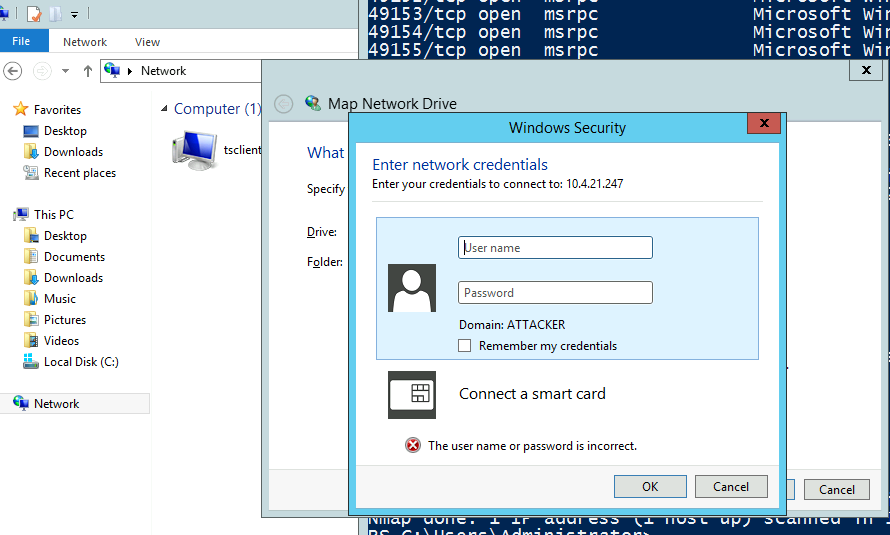 49153/tcp open msrpc Microsoft Win
49154/tcp open msrpc Microsoft Win
49155/tcp open msrpc Microsoft Win
File Network View
Network
Favorites
Desktop
Downloads
Recent places
This PC
Desktop
Documents
Downloads
Music
Pictures
Videos
Local Disk (C:)
Network
Computer (1)
tsclient
X
Map Network Drive
What
Specify
Drive:
Folder:
Windows Security
X
Enter network credentials
Enter your credentials to connect to: 10.4.21.247
User name
Password
Domain: ATTACKER
Remember my credentials
Connect a smart card
The user name or password is incorrect.
OK Cancel
Cancel
Nmap done: 1 IP address (1 host up) scanned in
PS C:\Users\Administrator>